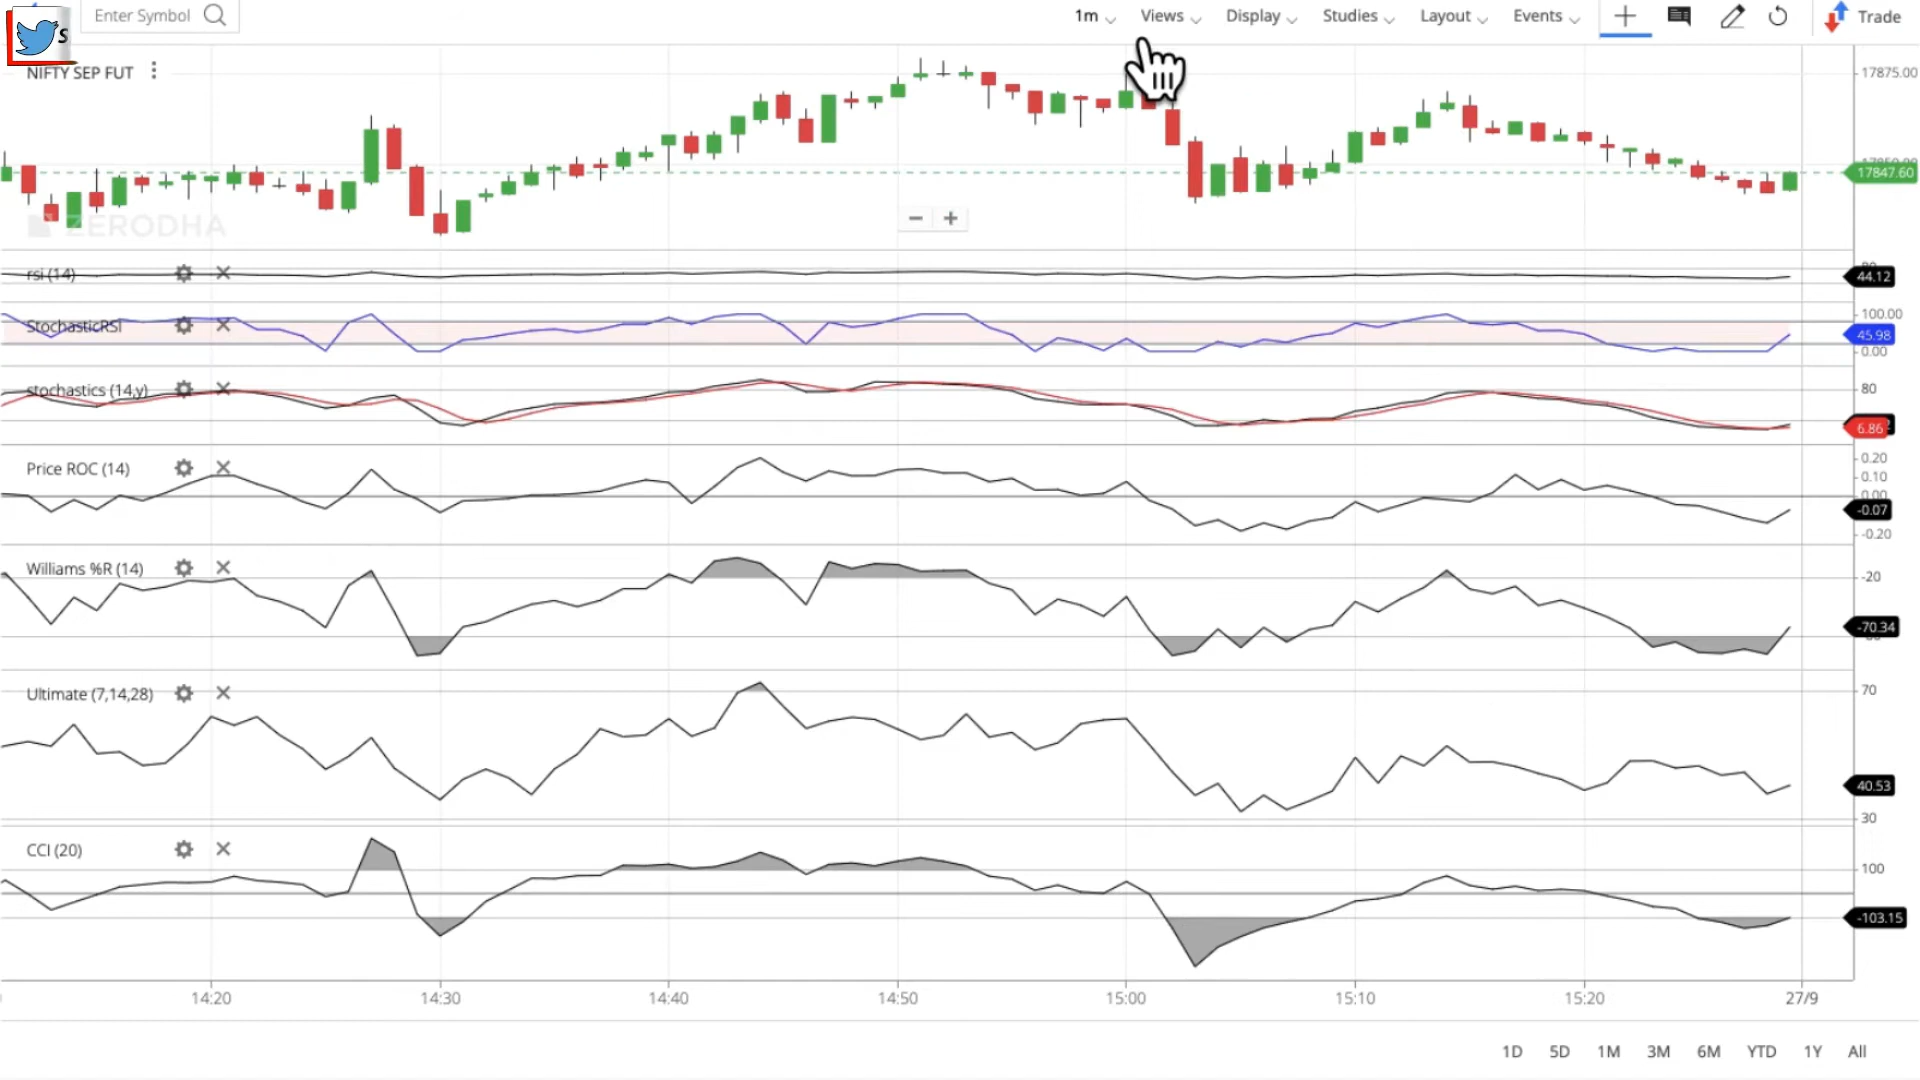 S
Enter Symbol
1m Views Display Studies Layout Events Trade
NIFTY SEP FUT
17875.00
17847.60
ZERODHA
rsi (14)
44.12
StochasticRSI
100.00
45.98
0.00
stochastics (14,y)
80
6.86
Price ROC (14)
0.20
0.10
0.00
-0.07
-0.20
Williams %R (14)
-20
-70.34
Ultimate (7,14,28)
70
40.53
30
CCI (20)
100
-103.15
14:20 14:30 14:40 14:50 15:00 15:10 15:20 27/9
1D 5D 1M 3M 6M YTD 1Y All